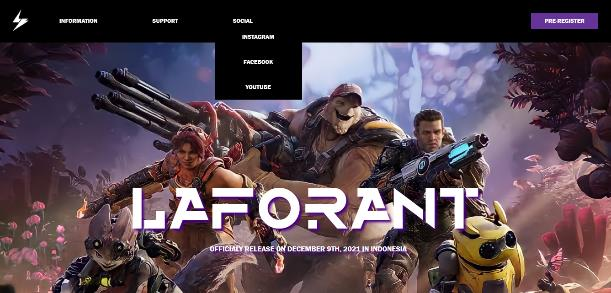 INFORMATION
SUPPORT
SOCIAL
PRE-REGISTER
INSTAGRAM
FACEBOOK
YOUTUBE
LAFORANT
OFFICIALY RELEASE ON DECEMBER 9TH, 2021 IN INDONESIA